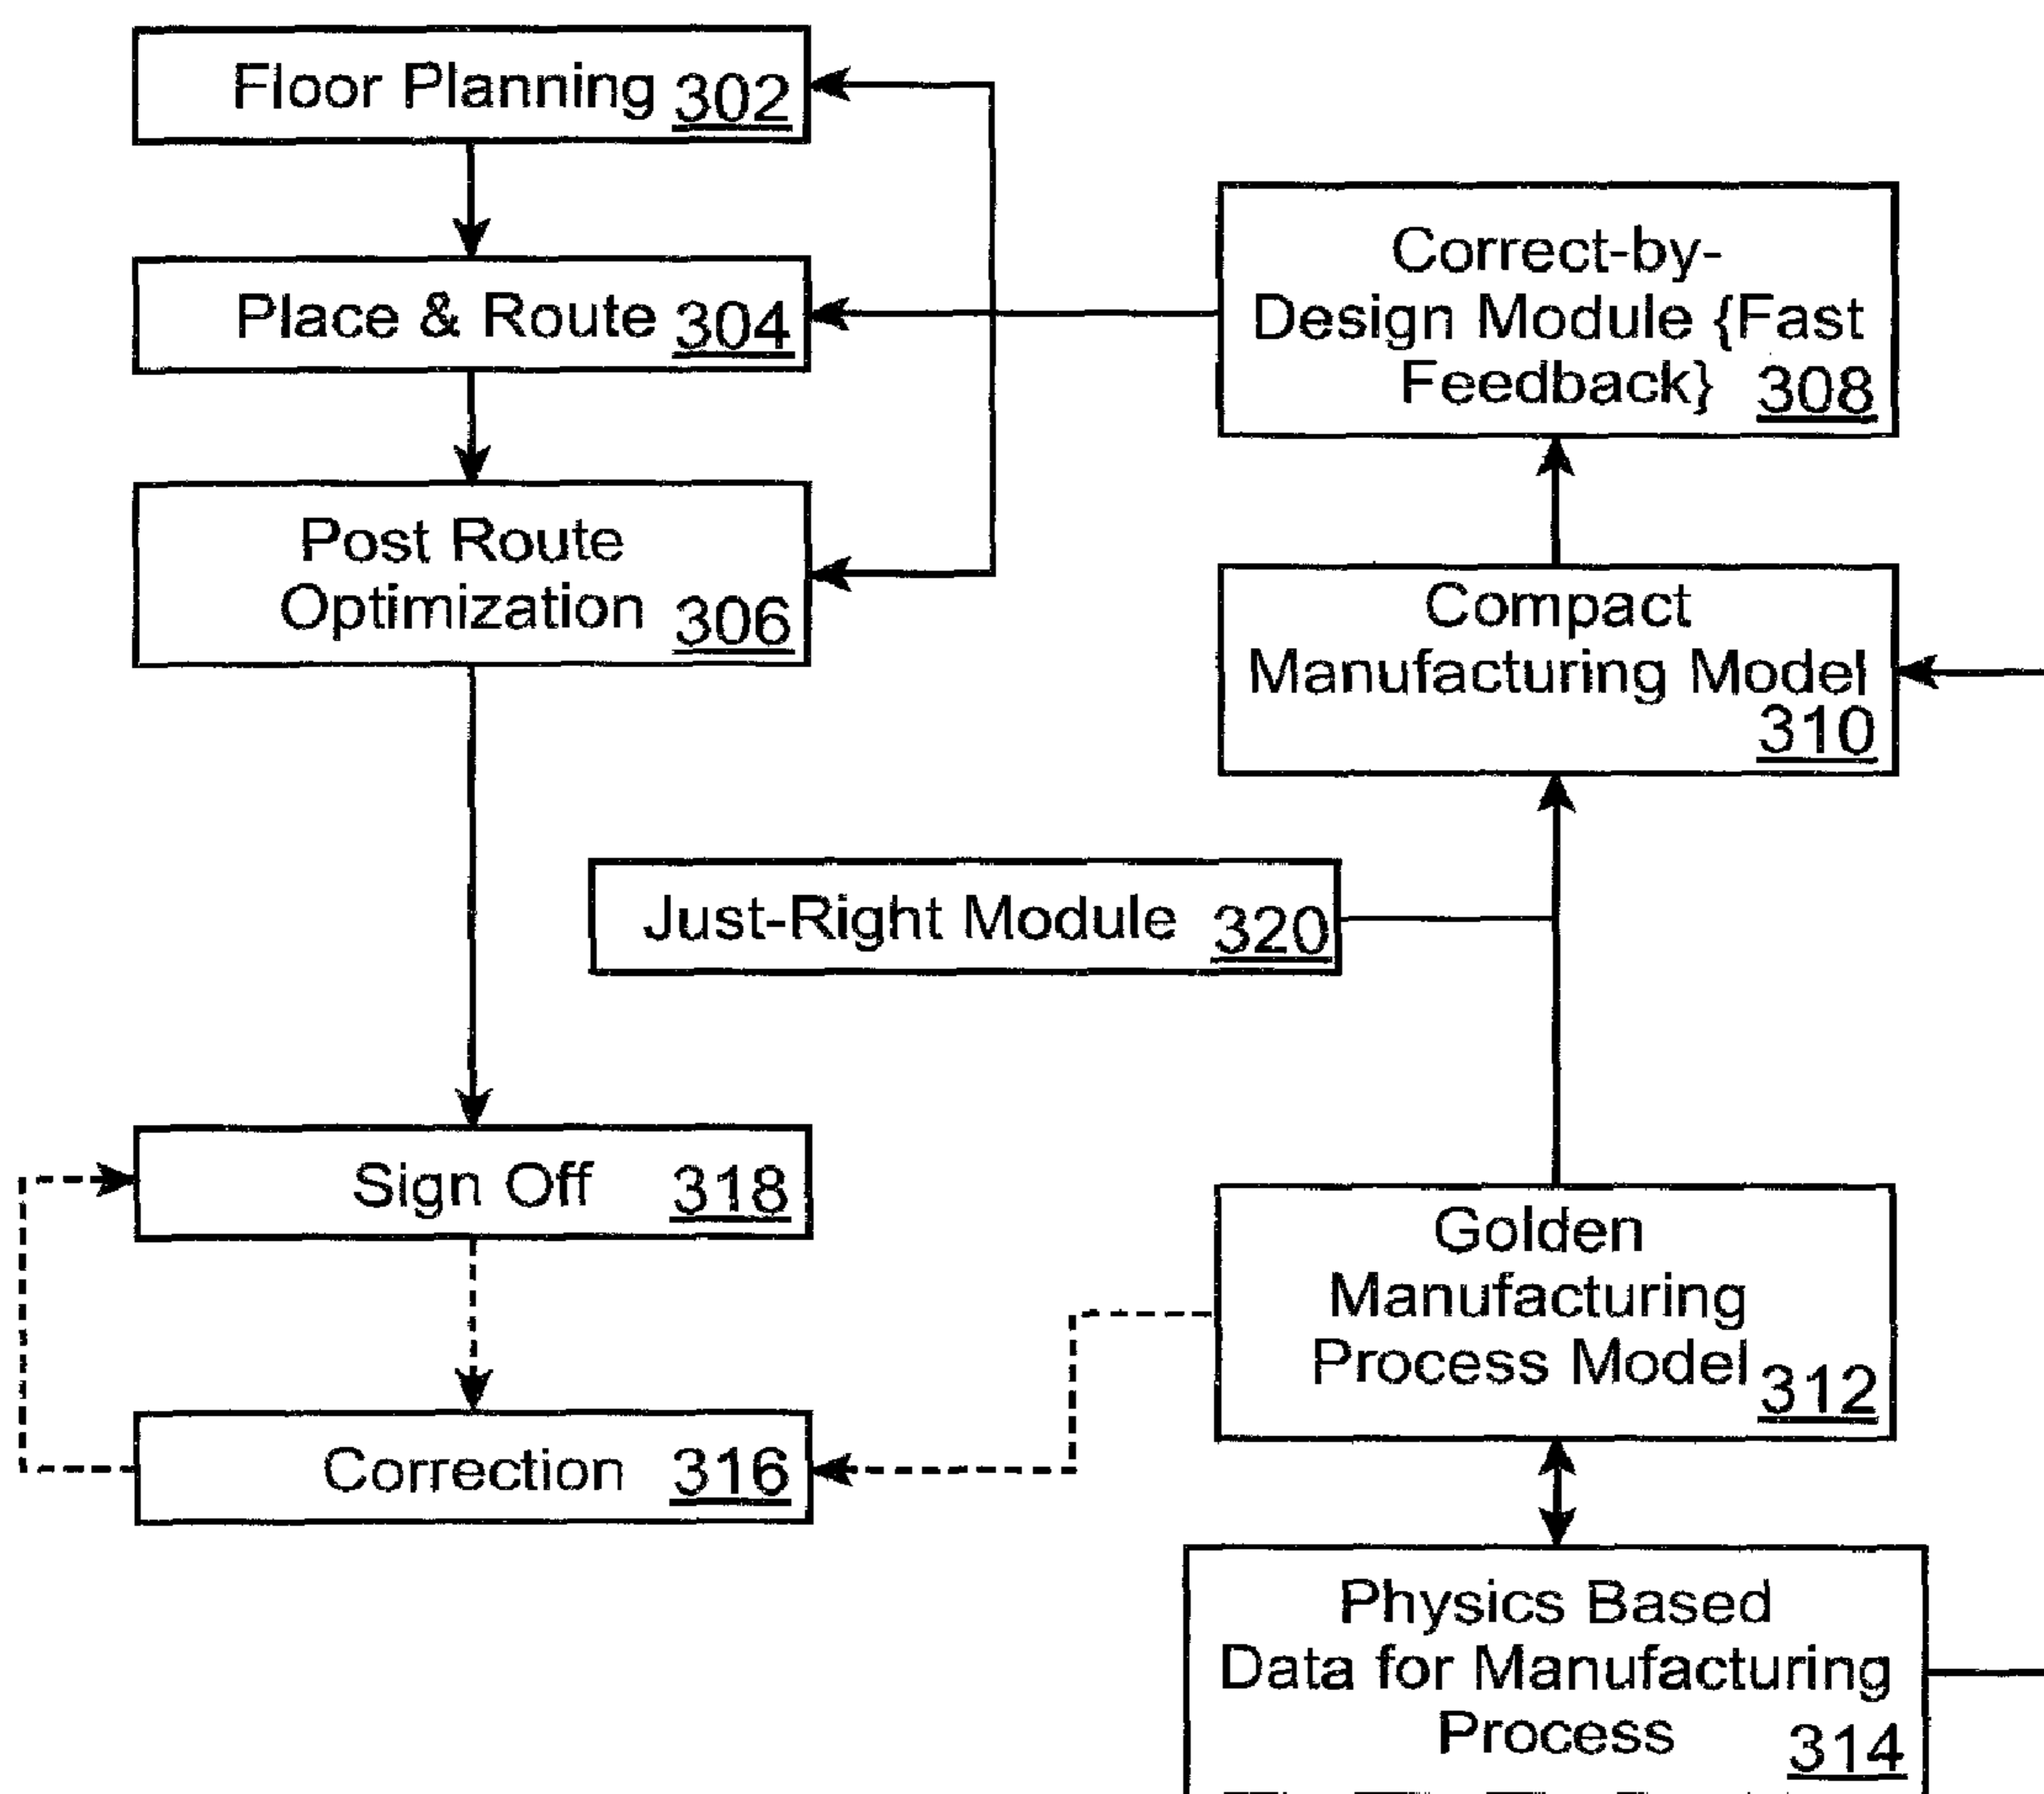 Floor Planning 302
Place & Route 304
Post Route
Optimization 306
Correct-by-
Design Module {Fast
Feedback} 308
Compact
Manufacturing Model
310
Just-Right Module 320
Sign Off 318
Correction 316
Golden
Manufacturing
Process Model 312
Physics Based
Data for Manufacturing
Process 314